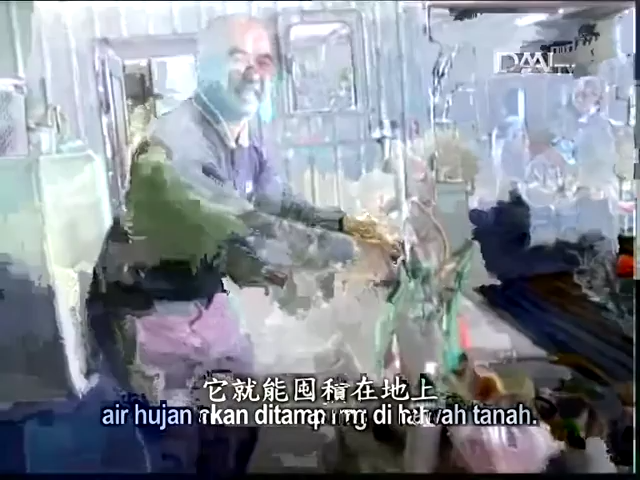 DAAI TV
它就能囤積在地上
air hujan akan ditampung di bawah tanah.